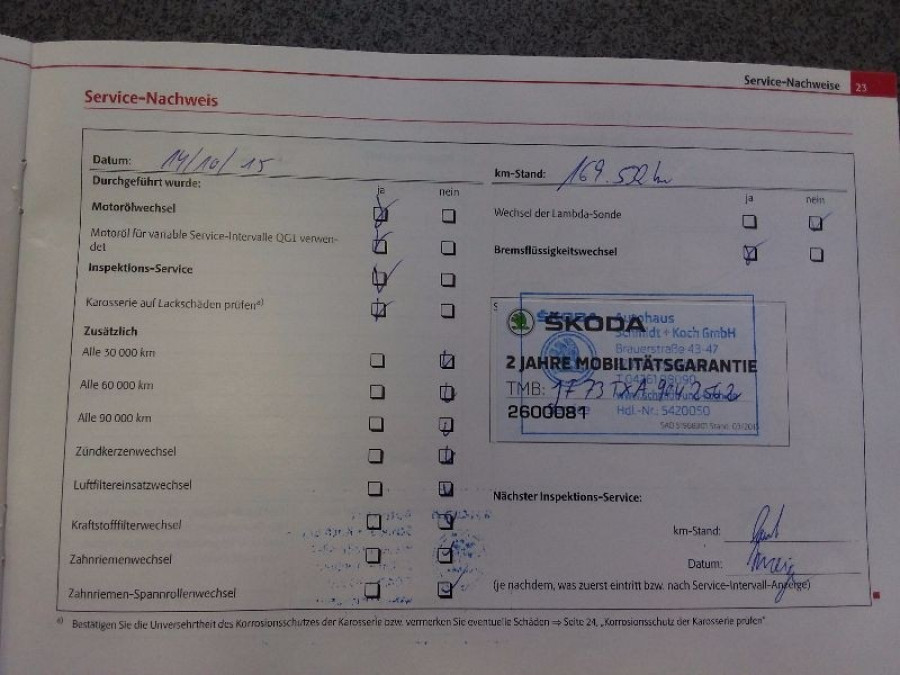 Service-Nachweise 23
Service-Nachweis
Datum: 14/10/15
Durchgeführt wurde:
ja nein
Motorölwechsel
Motoröl für variable Service-Intervalle QG1 verwen-
det
Inspektions-Service
Karosserie auf Lackschäden prüfen a)
Zusätzlich
Alle 30 000 km
Alle 60 000 km
Alle 90 000 km
Zündkerzenwechsel
Luftfiltereinsatzwechsel
Kraftstofffilterwechsel
Zahnriemenwechsel
Zahnriemen-Spannrollenwechsel
km-Stand: 169.
ja nein
Wechsel der Lambda-Sonde
Bremsflüssigkeitswechsel
ŠKODA
Autohaus
Schmidt + Koch GmbH
Brauerstraße 43-47
2 JAHRE MOBILITÄTSGARANTIE
TMB:
2600081
Hdl.-Nr.: 5420050
Nächster Inspektions-Service:
km-Stand:
Datum:
(je nachdem, was zuerst eintritt bzw. nach Service-Intervall-Anzeige)
a) Bestätigen Sie die Unversehrtheit des Korrosionsschutzes der Karosserie bzw. vermerken Sie eventuelle Schäden ⇒ Seite 24, „Korrosionsschutz der Karosserie prüfen"